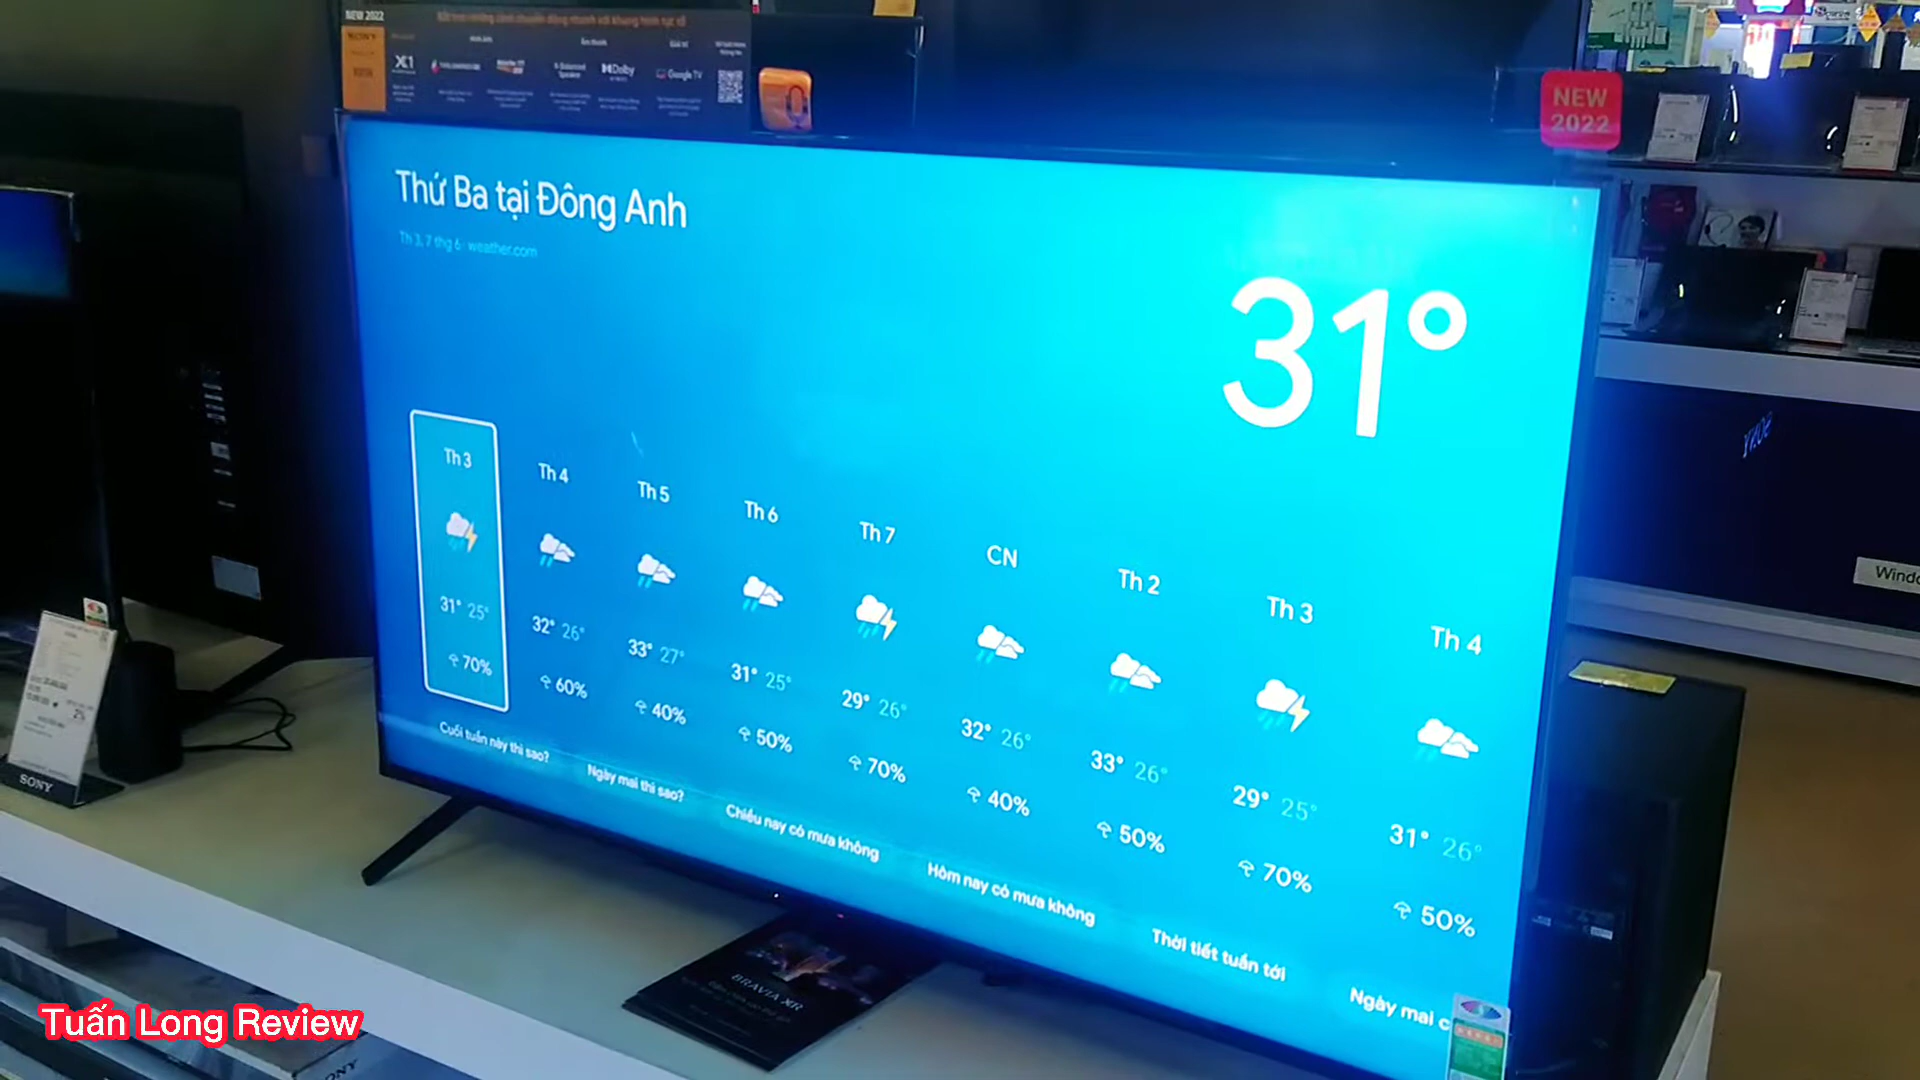 NEW 2022
SONY
X1
Dolby
Google TV
NEW
2022
Thứ Ba tại Đông Anh
Th 3, 7 thg 6 · weather.com
31°
Th 3
Th 4
Th 5
Th 6
Th 7
CN
Th 2
Th 3
Th 4
31° 25°
32° 26°
33° 27°
31° 25°
29° 26°
32° 26°
33° 26°
29° 25°
31° 26°
70%
60%
40%
50%
70%
40%
50%
70%
50%
Cuối tuần này thì sao?
Ngày mai thì sao?
Chiều nay có mưa không
Hôm nay có mưa không
Thời tiết tuần tới
Ngày mai c
SONY
BRAVIA XR
SONY
Windo
Tuấn Long Review